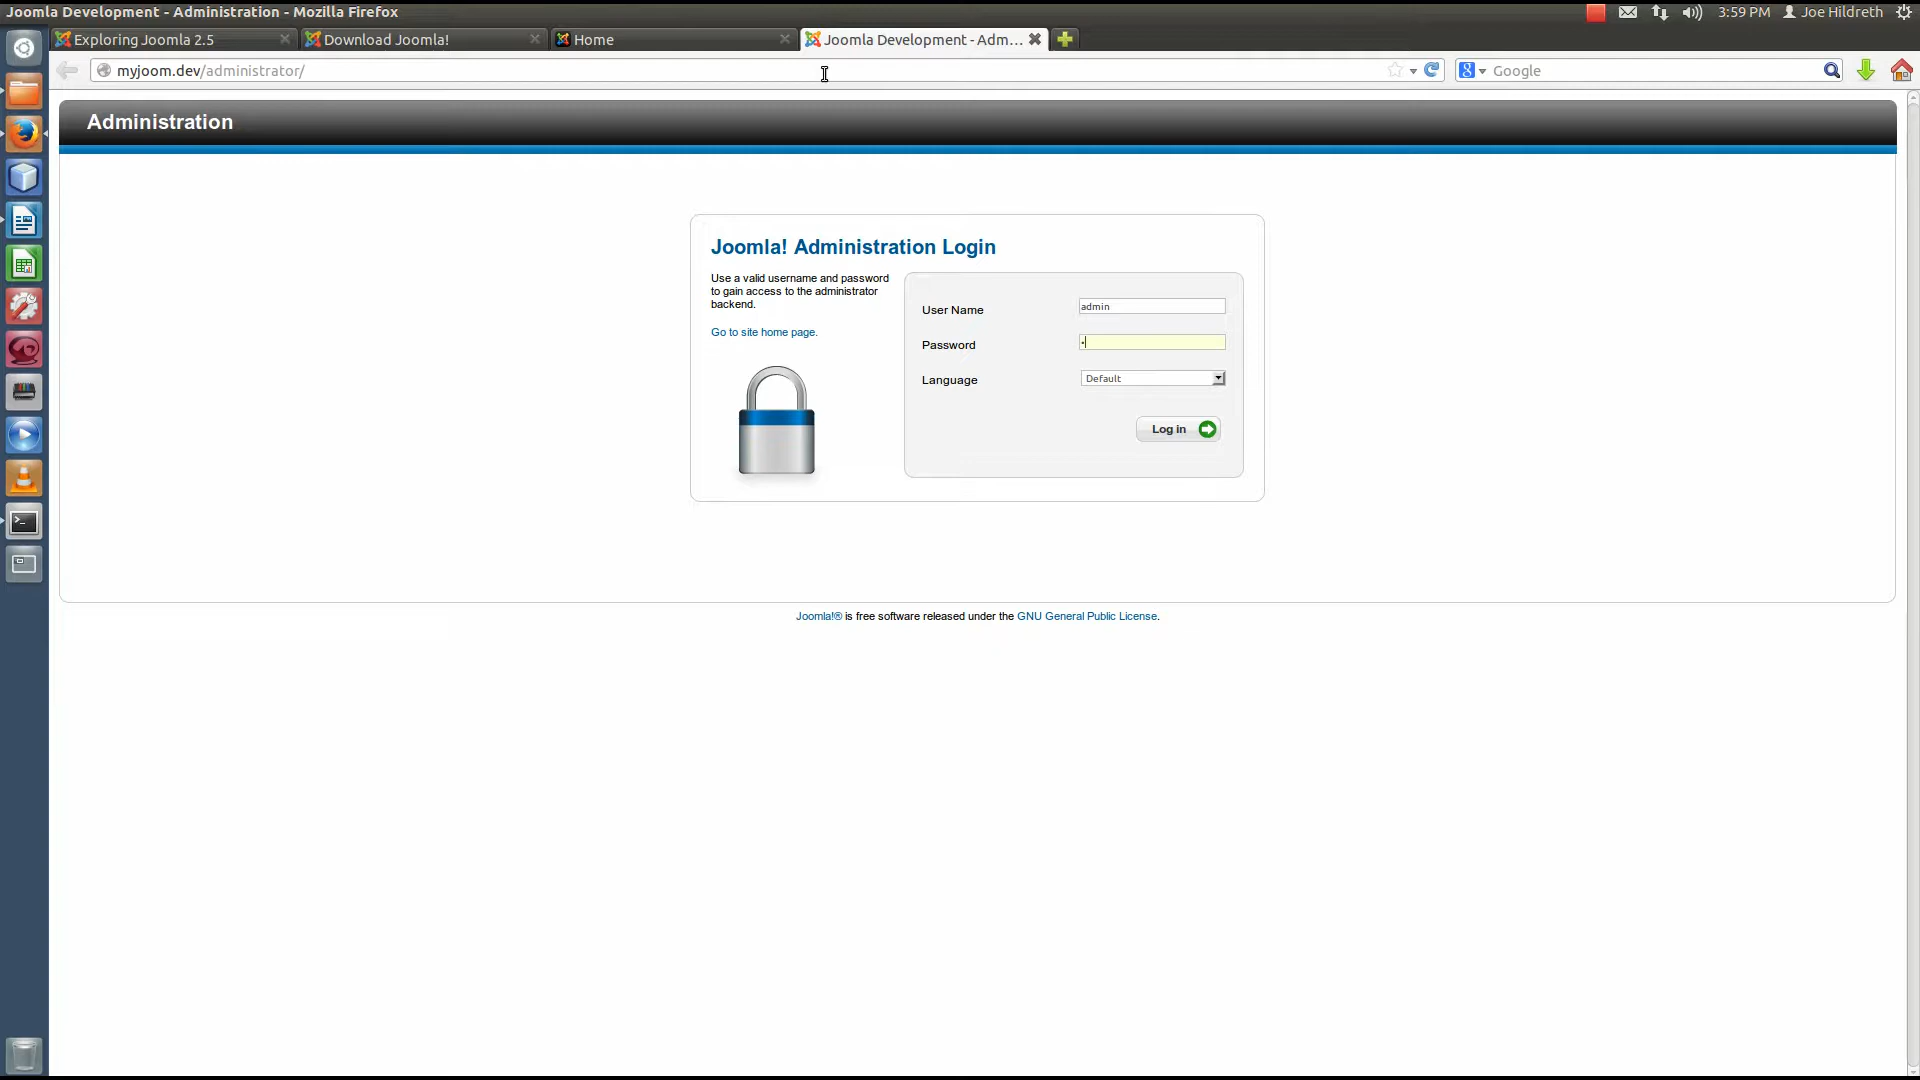 Joomla Development - Administration - Mozilla Firefox
3:59 PM Joe Hildreth
Exploring Joomla 2.5
Download Joomla!
Home
Joomla Development - Adm...
myjoom.dev/administrator/
Google
Administration
Joomla! Administration Login
Use a valid username and password
to gain access to the administrator
backend.
Go to site home page.
User Name
admin
Password
Language
Default
Log in
Joomla!® is free software released under the GNU General Public License.